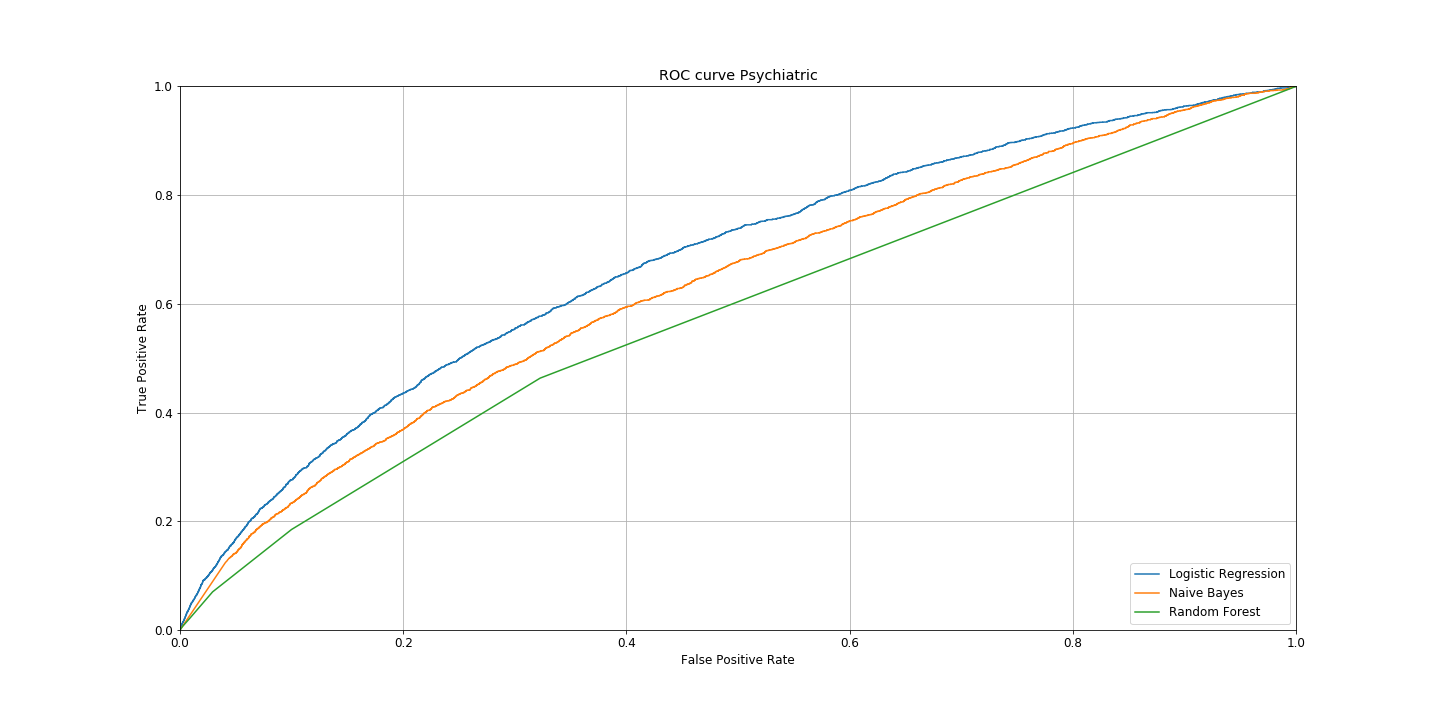 ROC curve Psychiatric
1.0
0.8
0.6
0.4
0.2
0.0
True Positive Rate
0.0 0.2 0.4 0.6 0.8 1.0
False Positive Rate
Logistic Regression
Naive Bayes
Random Forest